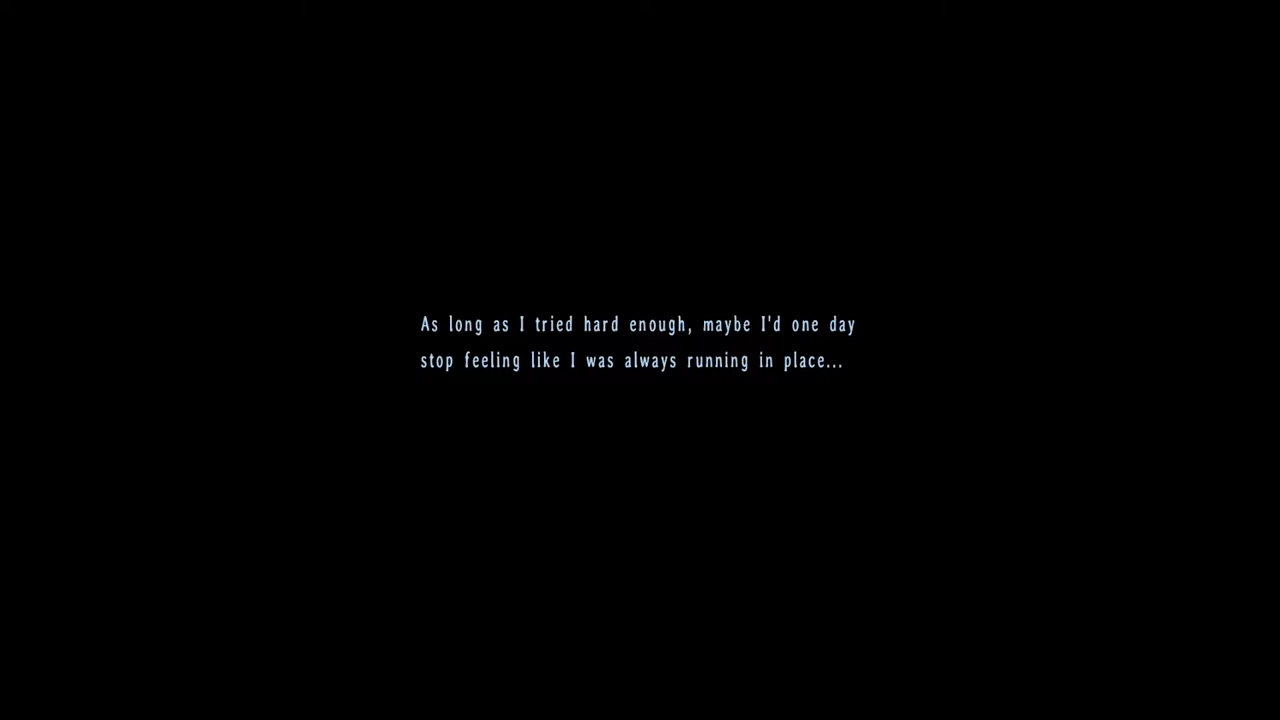 As long as I tried hard enough, maybe I'd one day
stop feeling like I was always running in place...